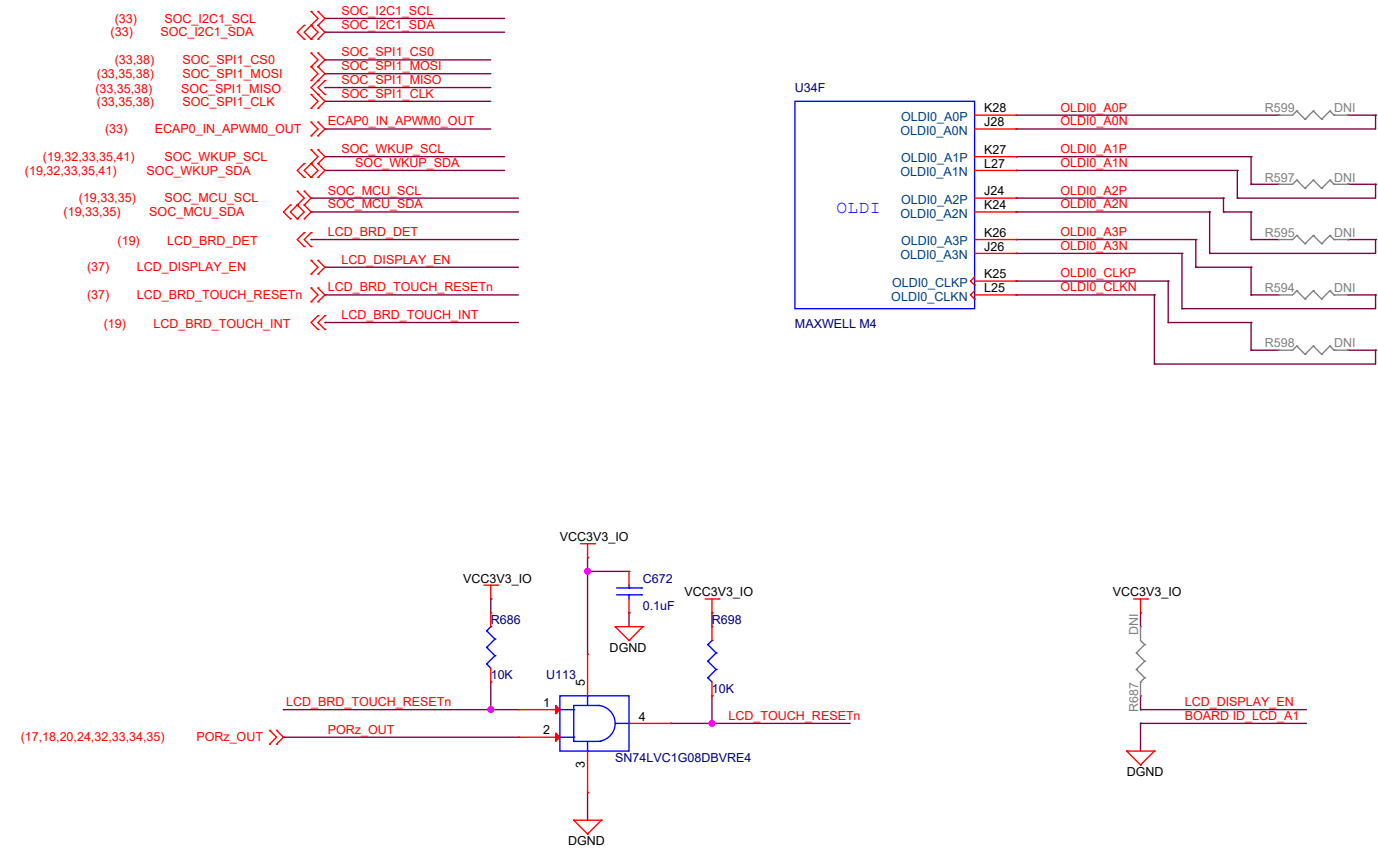 (33) SOC_I2C1_SCL SOC_I2C1_SCL
(33) SOC_I2C1_SDA SOC_I2C1_SDA
(33,38) SOC_SPI1_CS0 SOC_SPI1_CS0
(33,35,38) SOC_SPI1_MOSI SOC_SPI1_MOSI
(33,35,38) SOC_SPI1_MISO SOC_SPI1_MISO
(33,35,38) SOC_SPI1_CLK SOC_SPI1_CLK
(33) ECAP0_IN_APWM0_OUT ECAP0_IN_APWM0_OUT
(19,32,33,35,41) SOC_WKUP_SCL SOC_WKUP_SCL
(19,32,33,35,41) SOC_WKUP_SDA SOC_WKUP_SDA
(19,33,35) SOC_MCU_SCL SOC_MCU_SCL
(19,33,35) SOC_MCU_SDA SOC_MCU_SDA
(19) LCD_BRD_DET LCD_BRD_DET
(37) LCD_DISPLAY_EN LCD_DISPLAY_EN
(37) LCD_BRD_TOUCH_RESETn LCD_BRD_TOUCH_RESETn
(19) LCD_BRD_TOUCH_INT LCD_BRD_TOUCH_INT
U34F
OLDI
OLDI0_A0P K28 OLDI0_A0P R599 DNI
OLDI0_A0N J28 OLDI0_A0N
OLDI0_A1P K27 OLDI0_A1P
OLDI0_A1N L27 OLDI0_A1N R597 DNI
OLDI0_A2P J24 OLDI0_A2P
OLDI0_A2N K24 OLDI0_A2N
OLDI0_A3P K26 OLDI0_A3P R595 DNI
OLDI0_A3N J26 OLDI0_A3N
OLDI0_CLKP K25 OLDI0_CLKP
OLDI0_CLKN L25 OLDI0_CLKN R594 DNI
R598 DNI
MAXWELL M4
VCC3V3_IO
VCC3V3_IO
C672
0.1uF
DGND
VCC3V3_IO
R686
10K
R698
10K
U113
5
LCD_BRD_TOUCH_RESETn 1
4 LCD_TOUCH_RESETn
(17,18,20,24,32,33,34,35) PORz_OUT PORz_OUT 2
3
SN74LVC1G08DBVRE4
DGND
VCC3V3_IO
DNI
R687
LCD_DISPLAY_EN
BOARD ID_LCD_A1
DGND